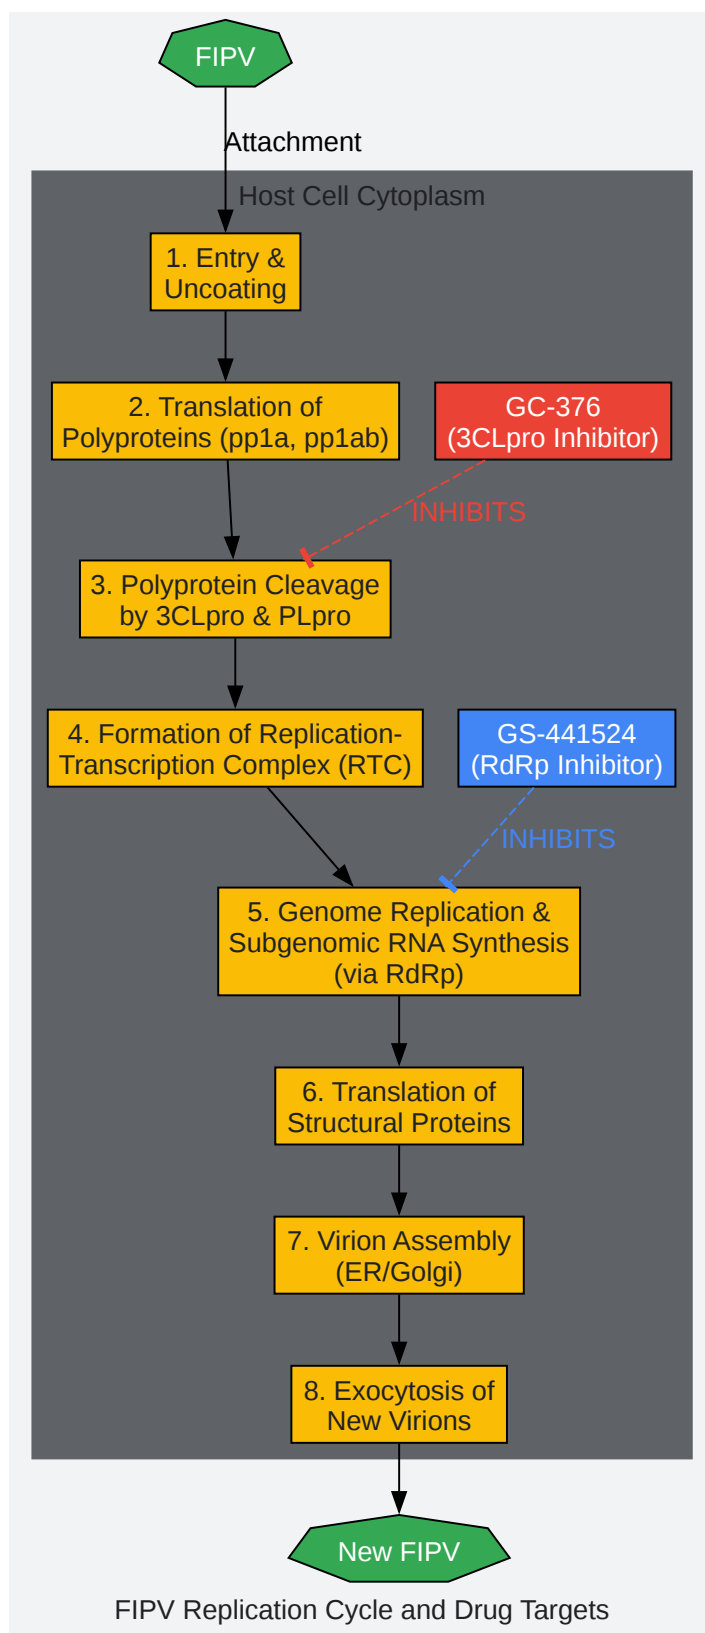 FIPV
Attachment
Host Cell Cytoplasm
1. Entry &
Uncoating
2. Translation of
Polyproteins (pp1a, pp1ab)
GC-376
(3CLpro Inhibitor)
INHIBITS
3. Polyprotein Cleavage
by 3CLpro & PLpro
4. Formation of Replication-
Transcription Complex (RTC)
GS-441524
(RdRp Inhibitor)
INHIBITS
5. Genome Replication &
Subgenomic RNA Synthesis
(via RdRp)
6. Translation of
Structural Proteins
7. Virion Assembly
(ER/Golgi)
8. Exocytosis of
New Virions
New FIPV
FIPV Replication Cycle and Drug Targets